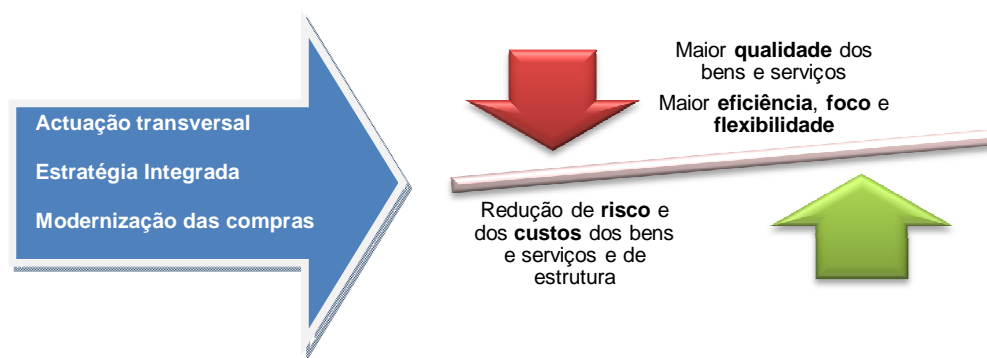 Actuação transversal
Estratégia Integrada
Modernização das compras
Maior qualidade dos
bens e serviços
Maior eficiência, foco e
flexibilidade
Redução de risco e
dos custos dos bens
e serviços e de
estrutura